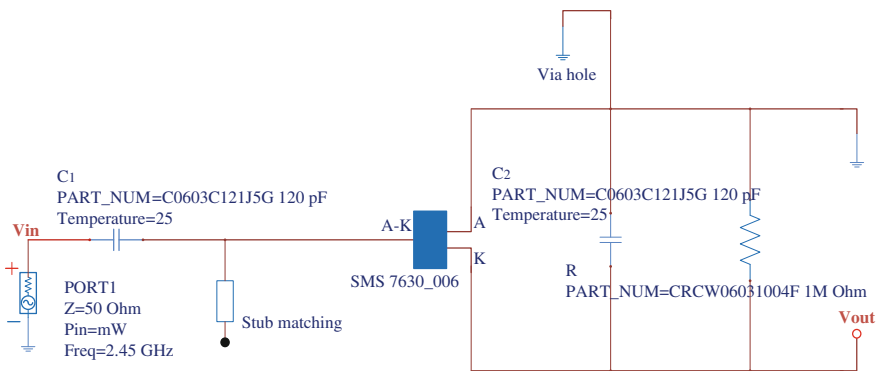 Via hole
C1
PART_NUM=C0603C121J5G 120 pF
Temperature=25
Vin
+
PORT1
Z=50 Ohm
Pin=mW
Freq=2.45 GHz
Stub matching
A-K
A
K
SMS 7630_006
C2
PART_NUM=C0603C121J5G 120 pF
Temperature=25
R
PART_NUM=CRCW06031004F 1M Ohm
Vout